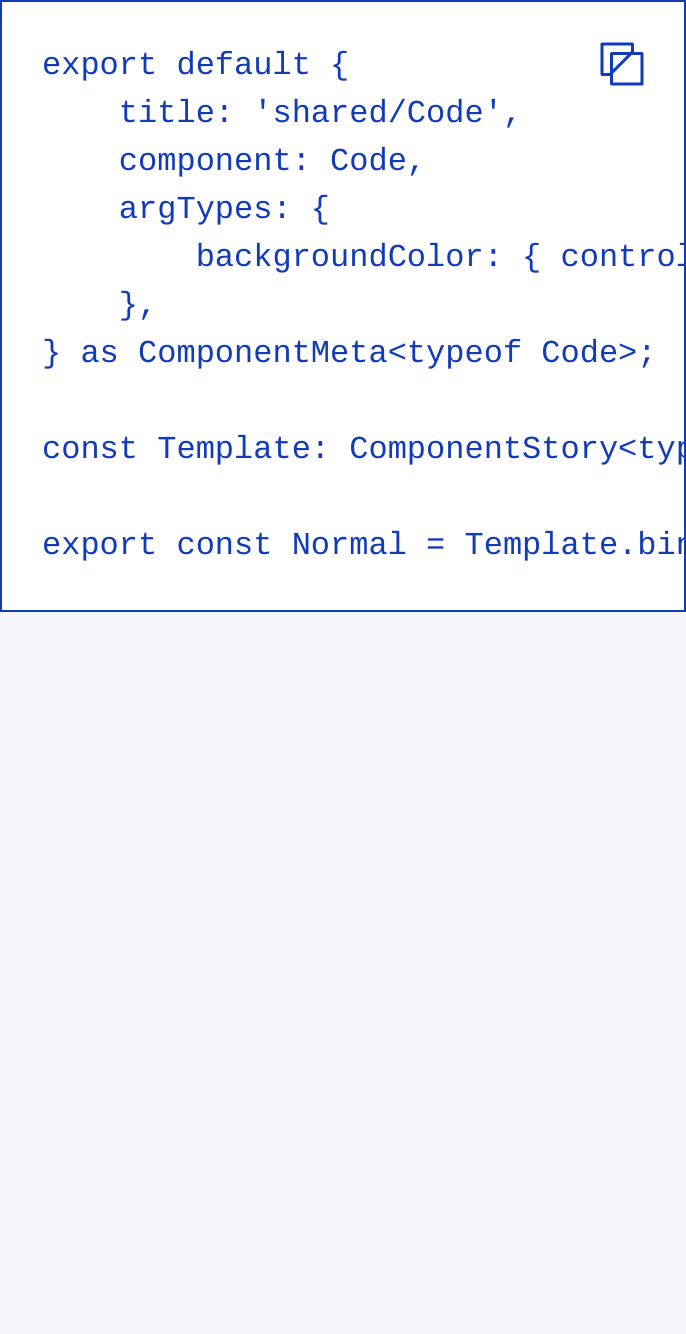 export default {
    title: 'shared/Code',
    component: Code,
    argTypes: {
        backgroundColor: { control
    },
} as ComponentMeta<typeof Code>;

const Template: ComponentStory<typ

export const Normal = Template.bin